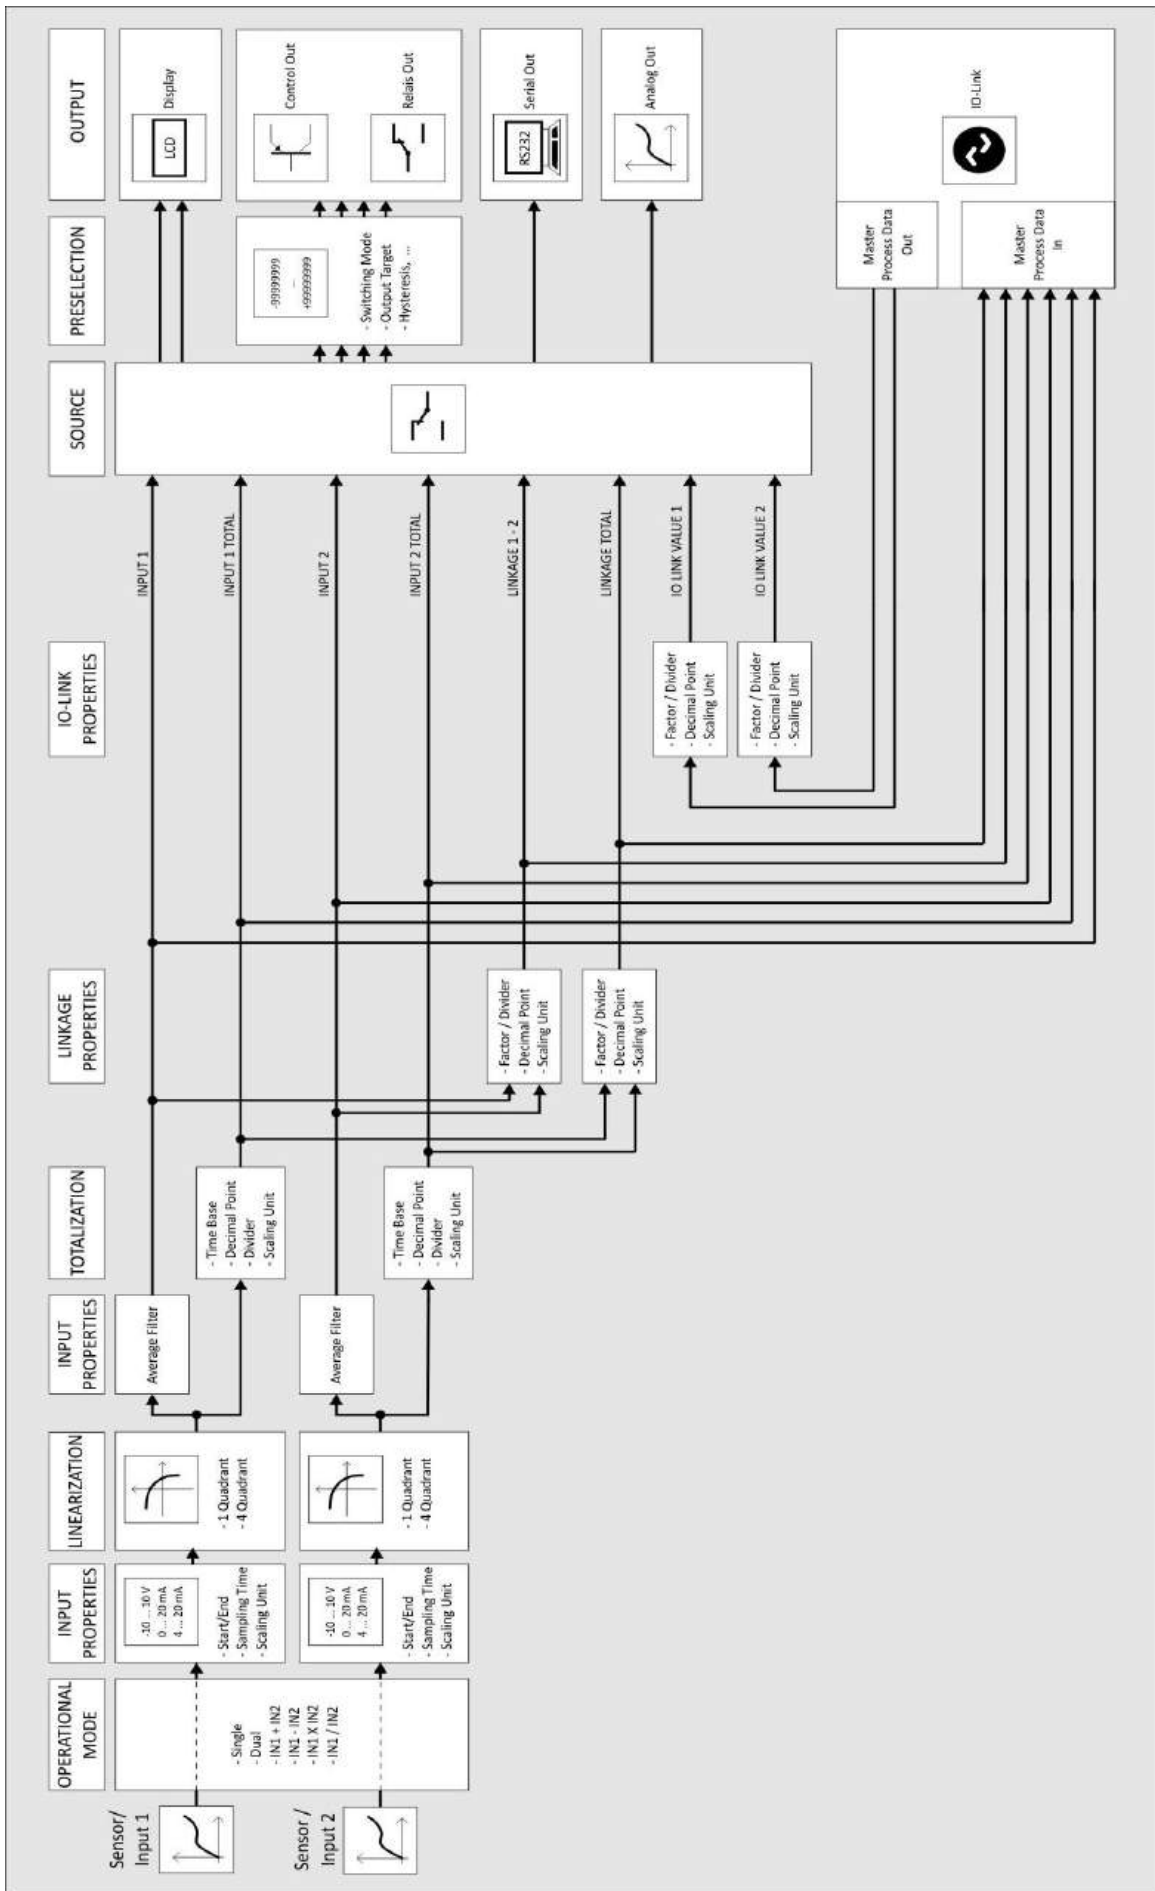 OPERATIONAL
MODE
INPUT
PROPERTIES
LINEARIZATION
INPUT
PROPERTIES
TOTALIZATION
LINKAGE
PROPERTIES
IO-LINK
PROPERTIES
SOURCE
PRESELECTION
OUTPUT
Sensor/
Input 1
- Single
- Dual
- IN1 + IN2
- IN1 - IN2
- IN1 X IN2
- IN1 / IN2
-10 ... 10 V
0 ... 20 mA
4 ... 20 mA
- Start/End
- Sampling Time
- Scaling Unit
- 1 Quadrant
- 4 Quadrant
Average Filter
- Time Base
- Decimal Point
- Divider
- Scaling Unit
Sensor /
Input 2
-10 ... 10 V
0 ... 20 mA
4 ... 20 mA
- Start/End
- Sampling Time
- Scaling Unit
- 1 Quadrant
- 4 Quadrant
Average Filter
- Time Base
- Decimal Point
- Divider
- Scaling Unit
- Factor / Divider
- Decimal Point
- Scaling Unit
- Factor / Divider
- Decimal Point
- Scaling Unit
- Factor / Divider
- Decimal Point
- Scaling Unit
- Factor / Divider
- Decimal Point
- Scaling Unit
INPUT 1
INPUT 1 TOTAL
INPUT 2
INPUT 2 TOTAL
LINKAGE 1 - 2
LINKAGE TOTAL
IO LINK VALUE 1
IO LINK VALUE 2
-99999999
...
+99999999
- Switching Mode
- Output Target
- Hysteresis, ...
LCD
Display
Control Out
Relais Out
RS232
Serial Out
Analog Out
Master
Process Data
Out
Master
Process Data
In
IO-Link